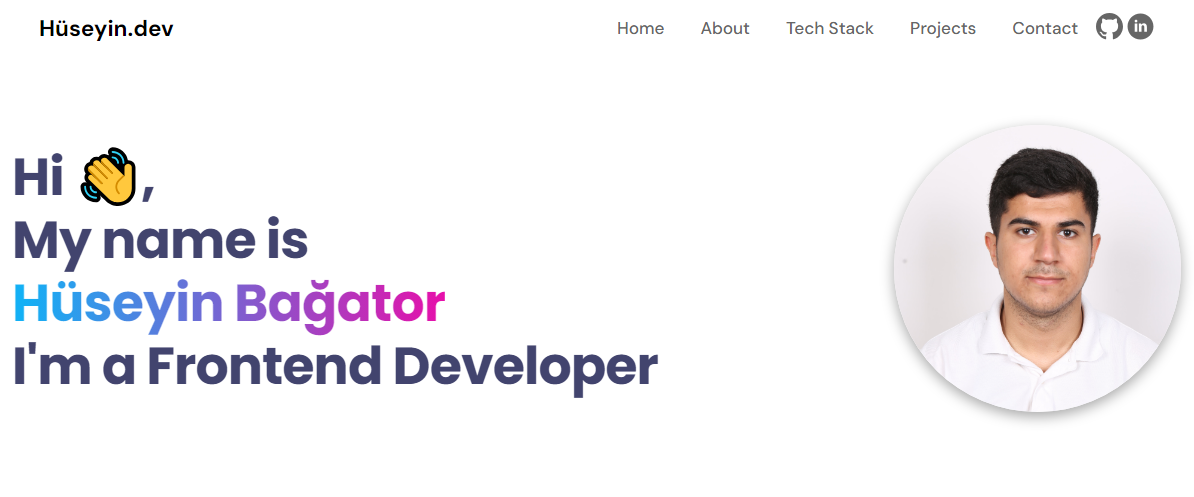 Hüseyin.dev
Home About Tech Stack Projects Contact in
Hi 👋,
My name is
Hüseyin Bağator
I'm a Frontend Developer